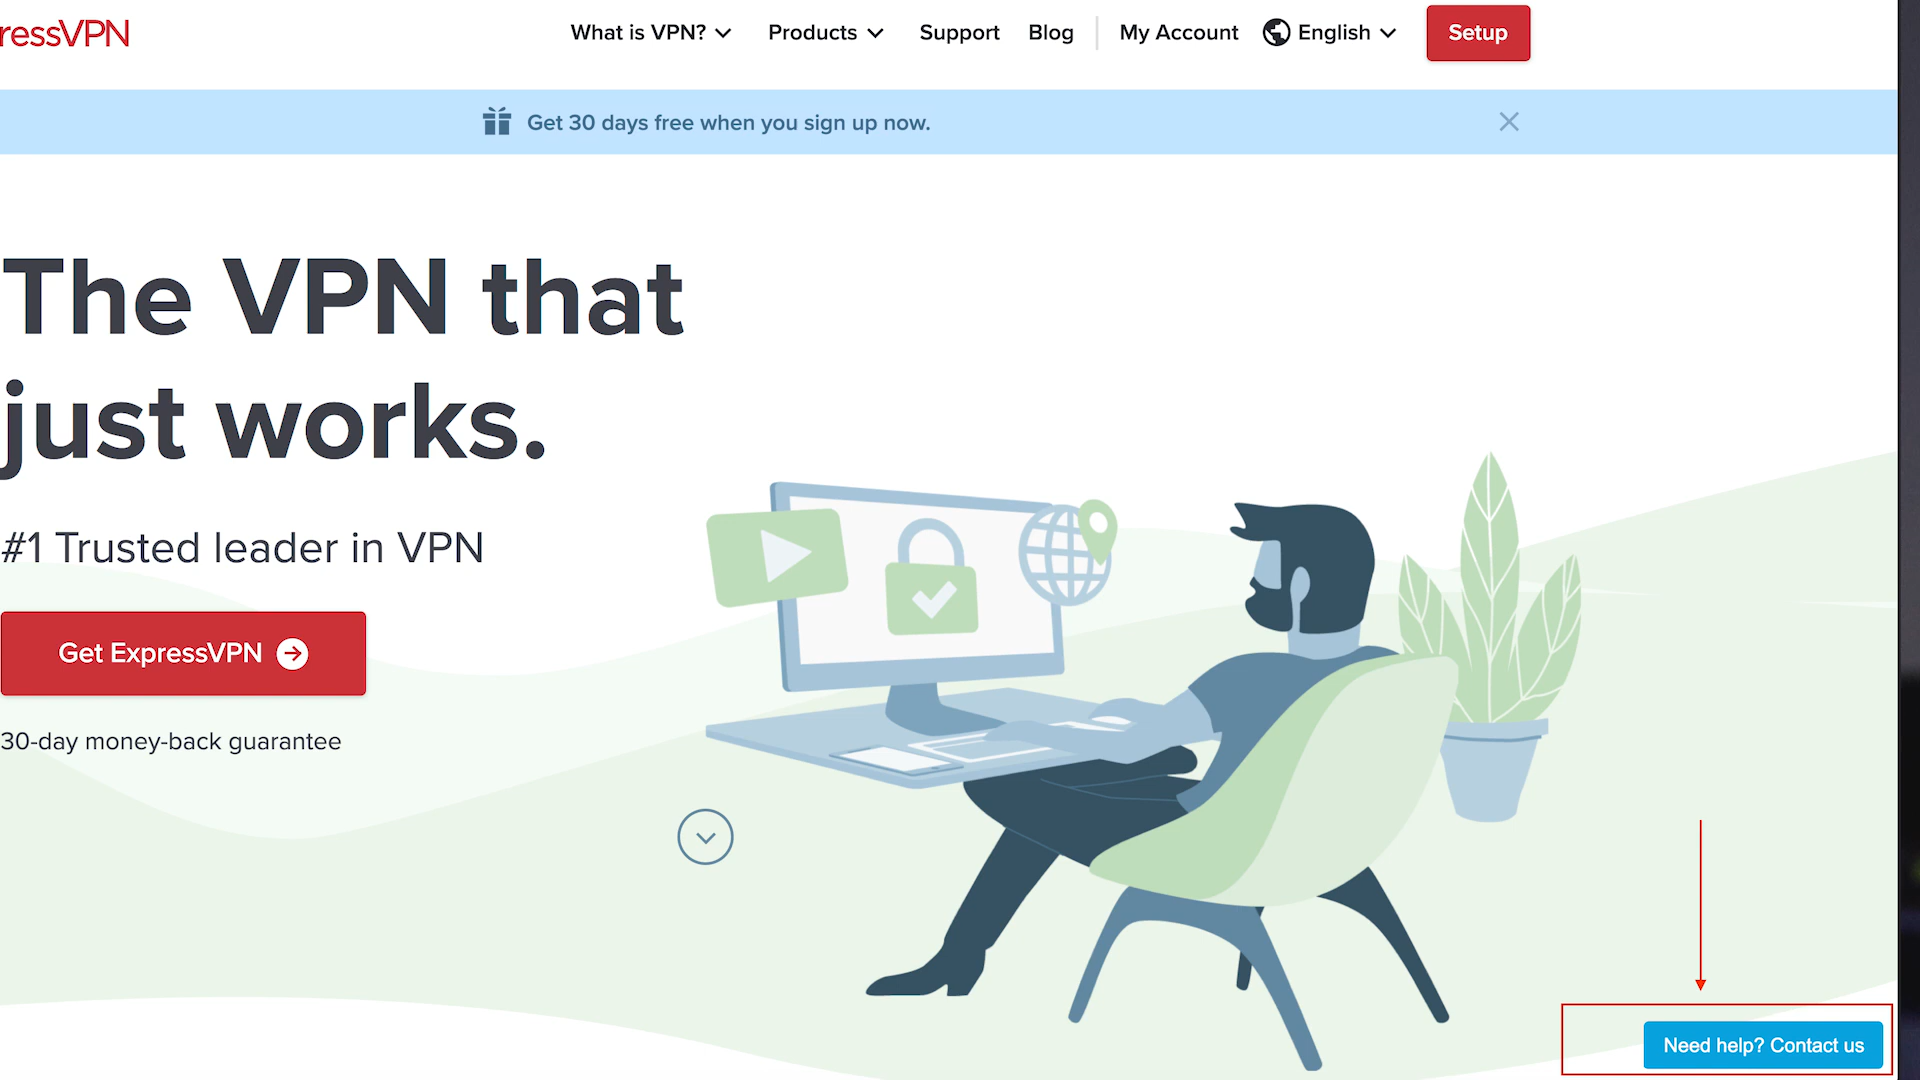 ressVPN
What is VPN? Products Support Blog My Account English Setup
Get 30 days free when you sign up now.
The VPN that
just works.
#1 Trusted leader in VPN
Get ExpressVPN
30-day money-back guarantee
Need help? Contact us